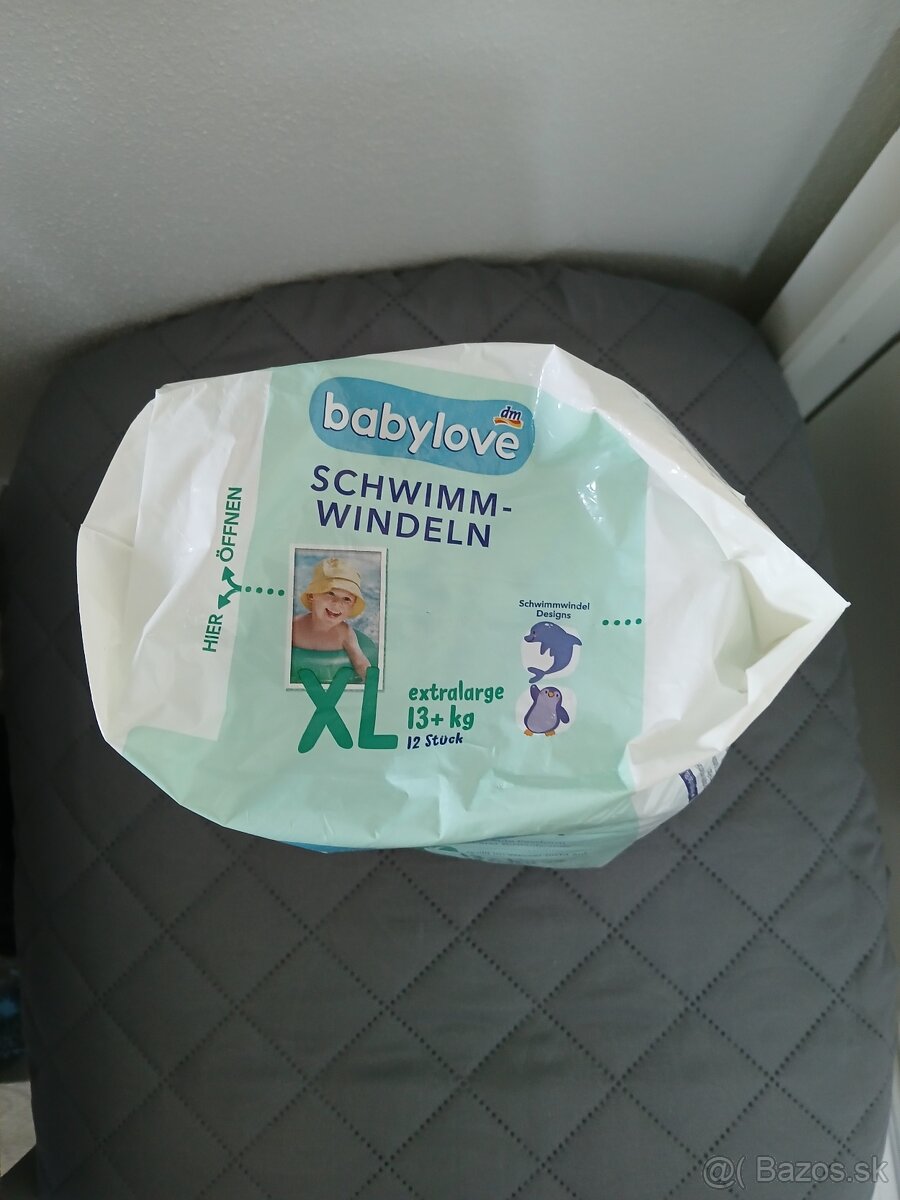 babylove
dm
SCHWIMM-
WINDELN
HIER ÖFFNEN
Schwimmwindel
Designs
XL
extralarge
13+ kg
12 Stück
@( Bazos.sk